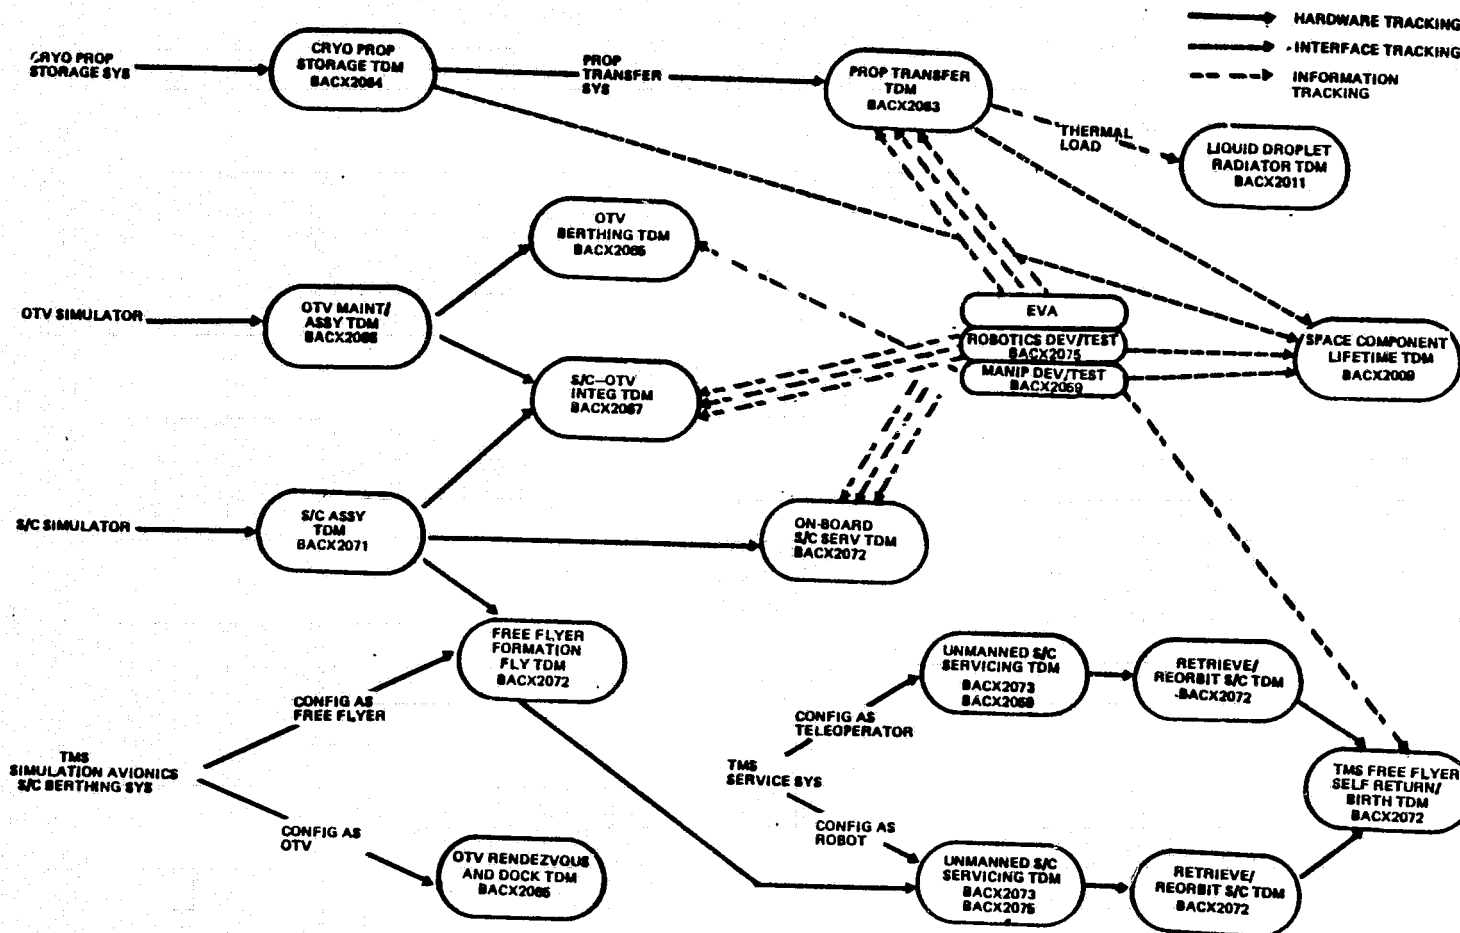 HARDWARE TRACKING
INTERFACE TRACKING
INFORMATION
TRACKING
CRYO PROP
STORAGE SYS
CRYO PROP
STORAGE TDM
BACX2064
PROP
TRANSFER
SYS
PROP TRANSFER
TDM
BACX2063
THERMAL
LOAD
LIQUID DROPLET
RADIATOR TDM
BACX2011
OTV
BERTHING TDM
BACX2065
OTV SIMULATOR
OTV MAINT/
ASSY TDM
BACX2066
EVA
ROBOTICS DEV/TEST
BACX2075
MANIP DEV/TEST
BACX2059
SPACE COMPONENT
LIFETIME TDM
BACX2009
S/C–OTV
INTEG TDM
BACX2067
S/C SIMULATOR
S/C ASSY
TDM
BACX2071
ON-BOARD
S/C SERV TDM
BACX2072
FREE FLYER
FORMATION
FLY TDM
BACX2072
CONFIG AS
FREE FLYER
TMS
SIMULATION AVIONICS
S/C BERTHING SYS
CONFIG AS
OTV
OTV RENDEZVOUS
AND DOCK TDM
BACX2065
UNMANNED S/C
SERVICING TDM
BACX2073
BACX2059
RETRIEVE/
REORBIT S/C TDM
BACX2072
CONFIG AS
TELEOPERATOR
TMS
SERVICE SYS
CONFIG AS
ROBOT
TMS FREE FLYER
SELF RETURN/
BIRTH TDM
BACX2072
UNMANNED S/C
SERVICING TDM
BACX2073
BACX2075
RETRIEVE/
REORBIT S/C TDM
BACX2072